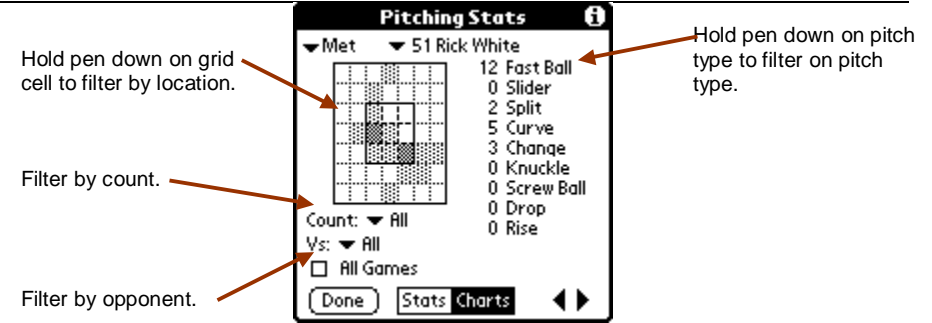 Pitching Stats i
Met 51 Rick White
Hold pen down on grid
cell to filter by location.
12 Fast Ball
0 Slider
2 Split
5 Curve
3 Change
0 Knuckle
0 Screw Ball
0 Drop
0 Rise
Hold pen down on pitch
type to filter on pitch
type.
Filter by count.
Count: All
Vs: All
All Games
Filter by opponent.
Done Stats Charts